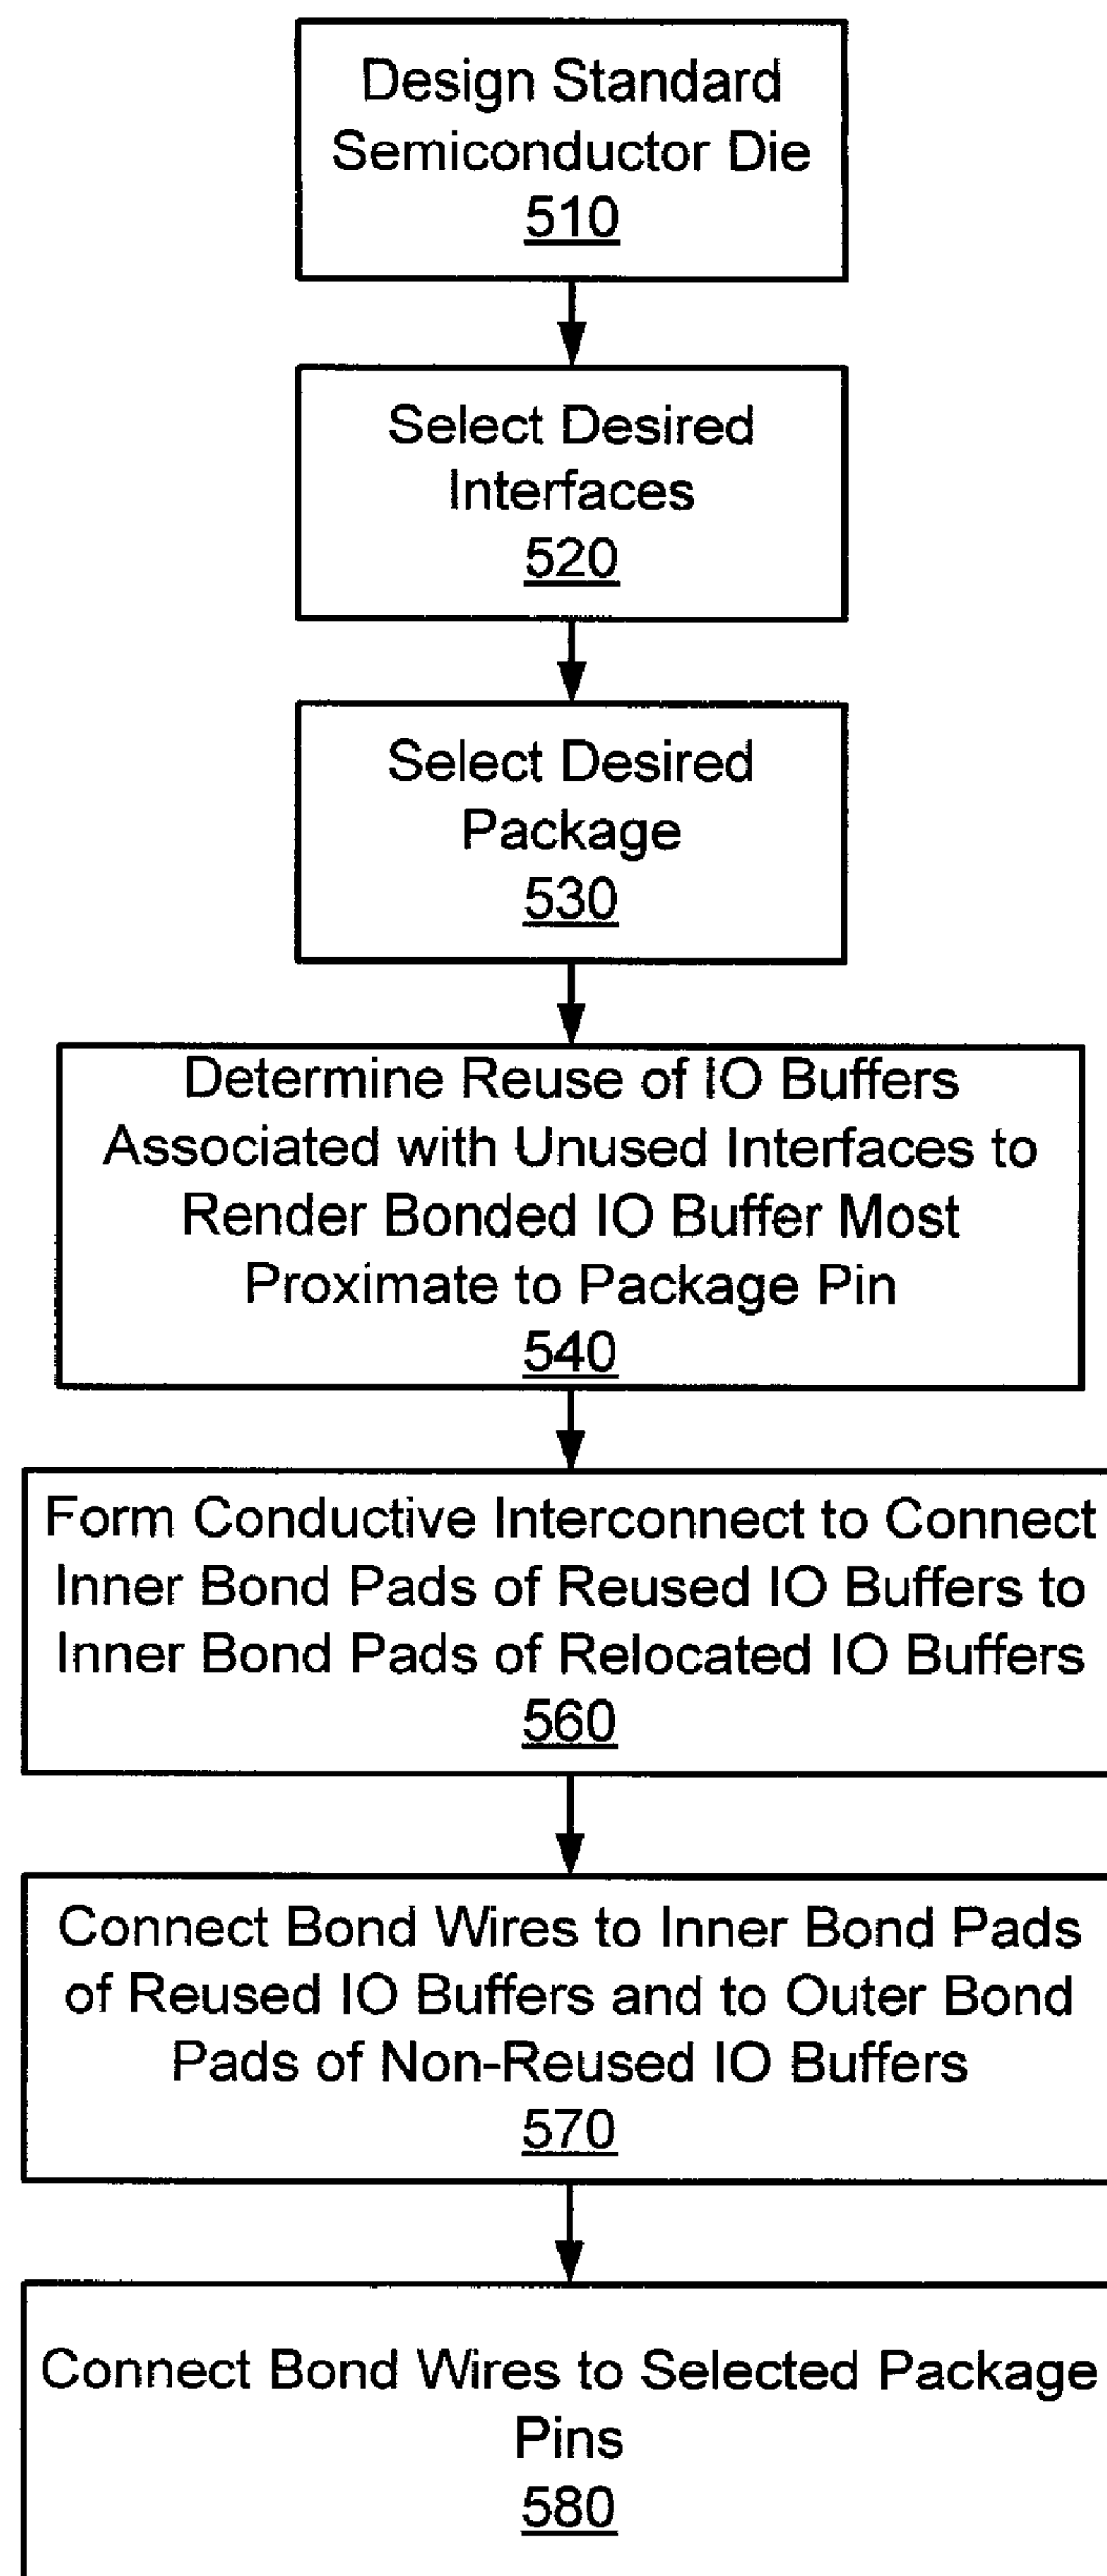 Design Standard
Semiconductor Die
510
Select Desired
Interfaces
520
Select Desired
Package
530
Determine Reuse of IO Buffers
Associated with Unused Interfaces to
Render Bonded IO Buffer Most
Proximate to Package Pin
540
Form Conductive Interconnect to Connect
Inner Bond Pads of Reused IO Buffers to
Inner Bond Pads of Relocated IO Buffers
560
Connect Bond Wires to Inner Bond Pads
of Reused IO Buffers and to Outer Bond
Pads of Non-Reused IO Buffers
570
Connect Bond Wires to Selected Package
Pins
580